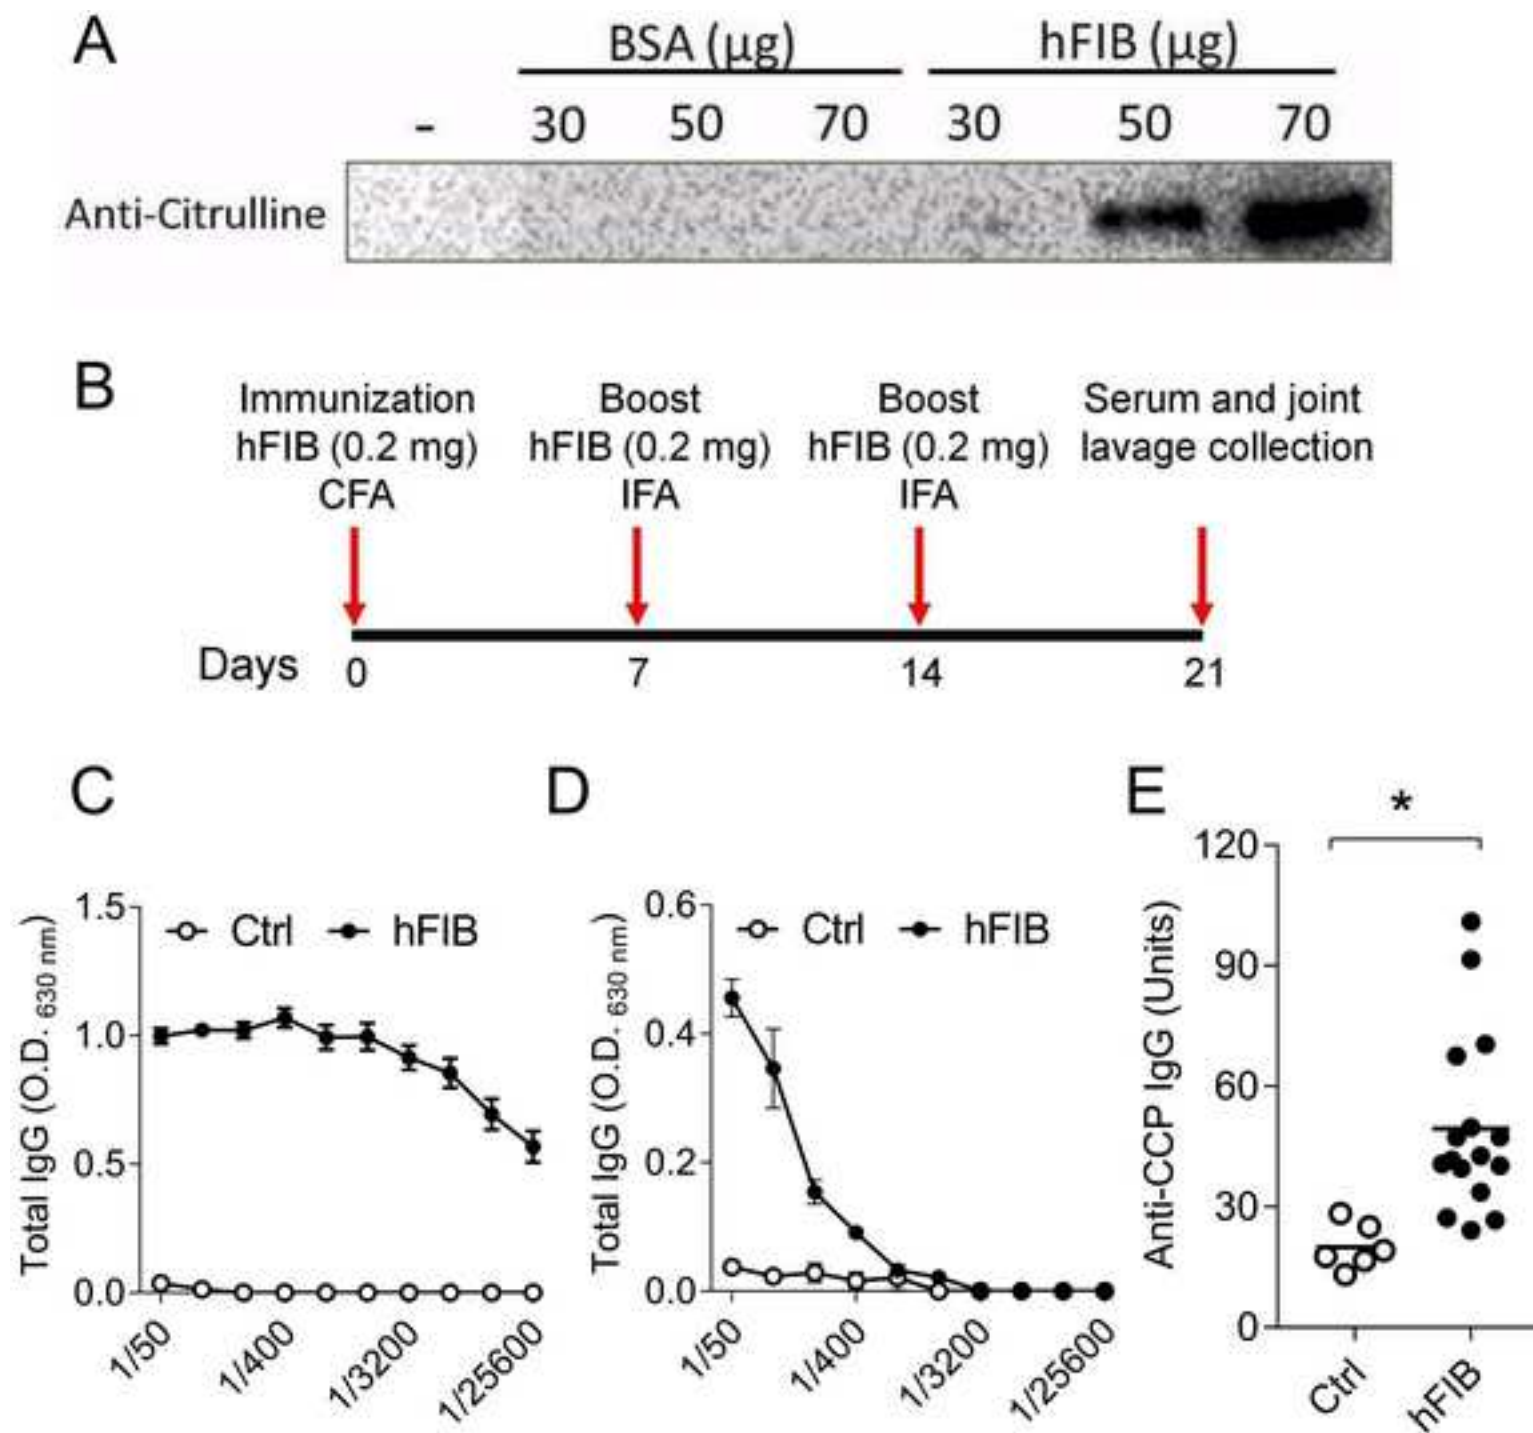 A
BSA (µg) hFIB (µg)
- 30 50 70 30 50 70
Anti-Citrulline
B
Immunization Boost Boost Serum and joint
hFIB (0.2 mg) hFIB (0.2 mg) hFIB (0.2 mg) lavage collection
CFA IFA IFA
Days 0 7 14 21
C
Total IgG (O.D. 630 nm)
1.5
1.0
0.5
0.0
Ctrl hFIB
1/50 1/400 1/3200 1/25600
D
Total IgG (O.D. 630 nm)
0.6
0.4
0.2
0.0
Ctrl hFIB
1/50 1/400 1/3200 1/25600
E
*
Anti-CCP IgG (Units)
120
90
60
30
0
Ctrl hFIB